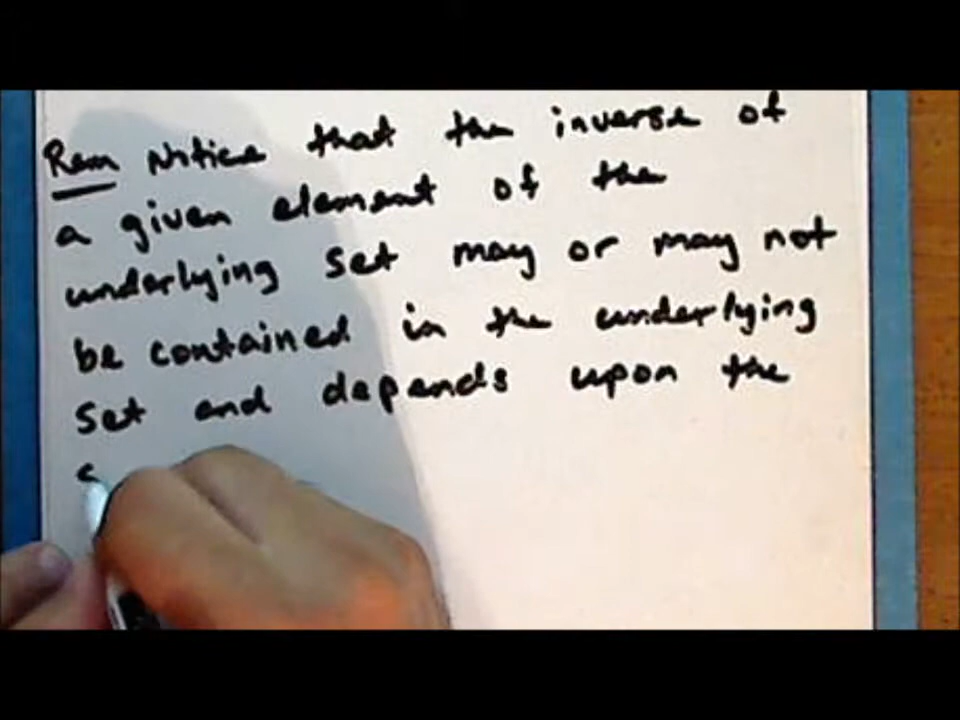 Rem Notice that the inverse of
a given element of the
underlying set may or may not
be contained in the underlying
set and depends upon the